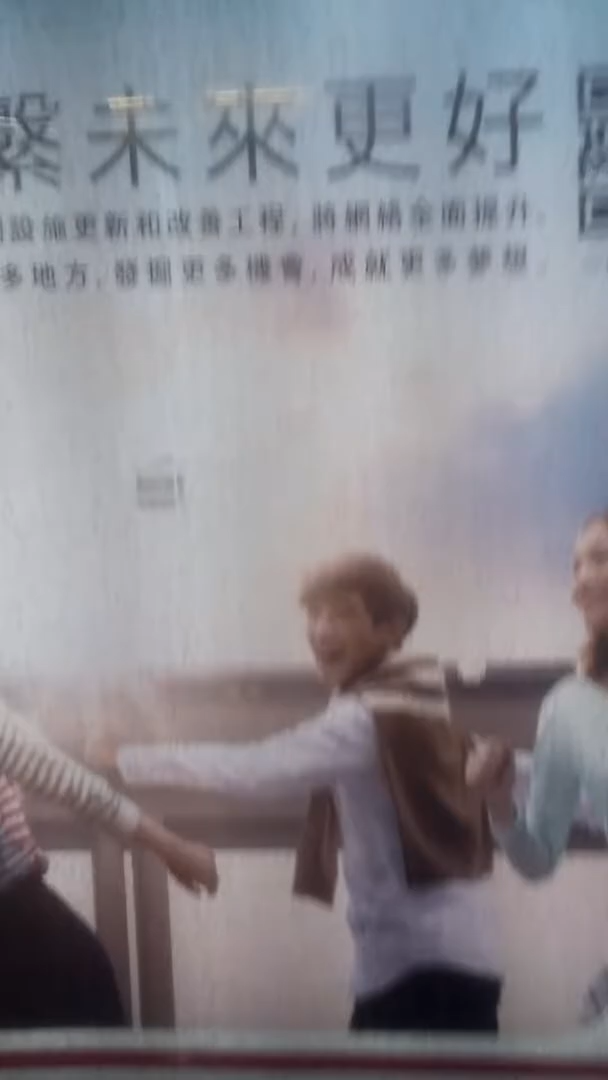 繫未來更好
設施更新和改善工程，將網絡全面提升。
多地方，發掘更多機會，成就更多夢想。